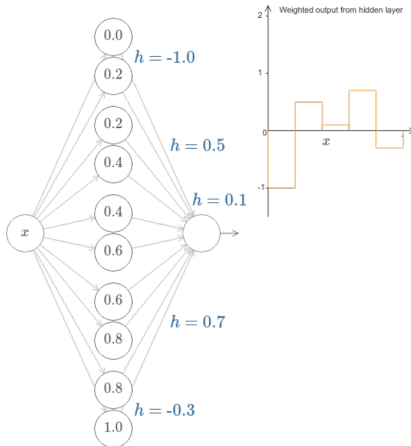 Weighted output from hidden layer
2
1
0
-1
x
0.0
h = -1.0
0.2
0.2
h = 0.5
0.4
h = 0.1
0.4
x
0.6
0.6
h = 0.7
0.8
0.8
h = -0.3
1.0